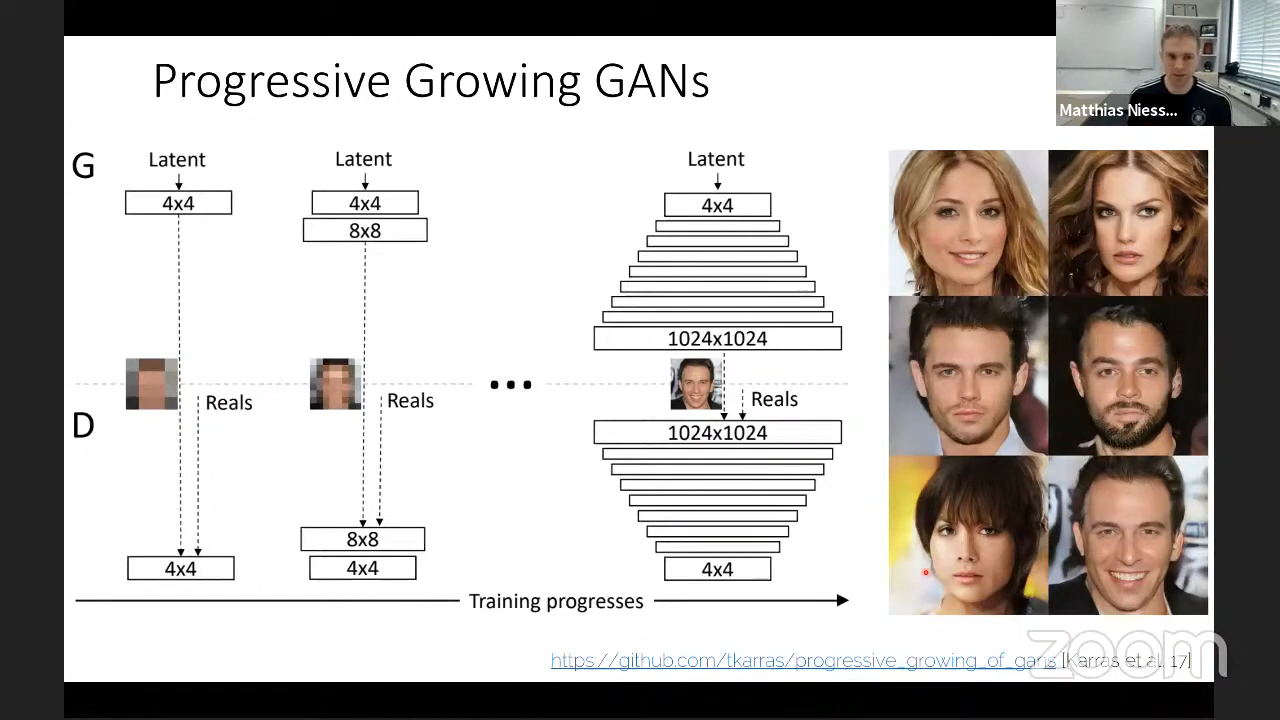 Progressive Growing GANs
Matthias Niess...
G
Latent
Latent
Latent
4x4
4x4
4x4
8x8
1024x1024
Reals
Reals
Reals
D
1024x1024
8x8
4x4
4x4
4x4
Training progresses
https://github.com/tkarras/progressive_growing_of_gans [Karras et al. 17]
zoom